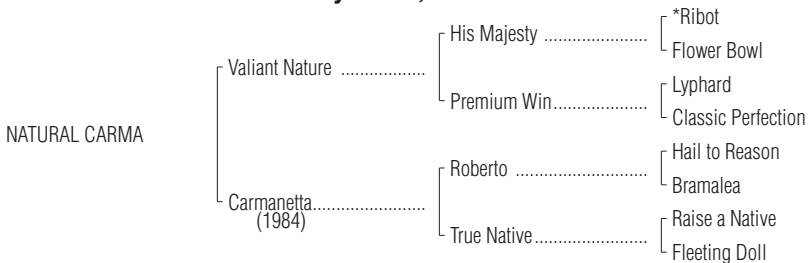 *Ribot
His Majesty ......................
Flower Bowl
Valiant Nature ..................
Lyphard
Premium Win....................
Classic Perfection
NATURAL CARMA
Hail to Reason
Roberto ............................
Bramalea
Carmanetta........................
(1984)
Raise a Native
True Native........................
Fleeting Doll